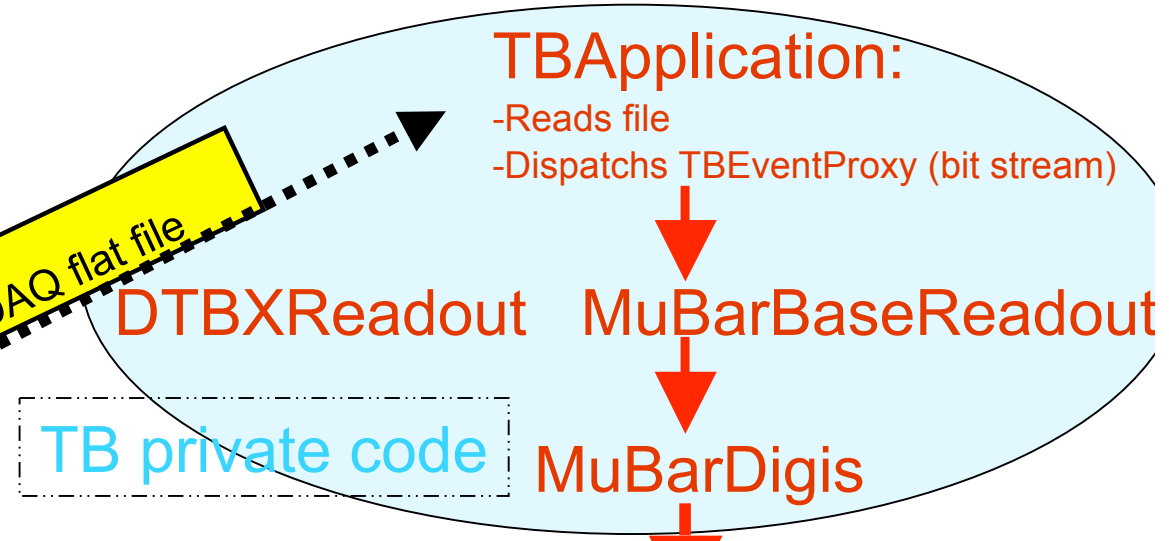 TBApplication:
-Reads file
-Dispatchs TBEventProxy (bit stream)
DAQ flat file
DTBXReadout MuBarBaseReadout
TB private code
MuBarDigis